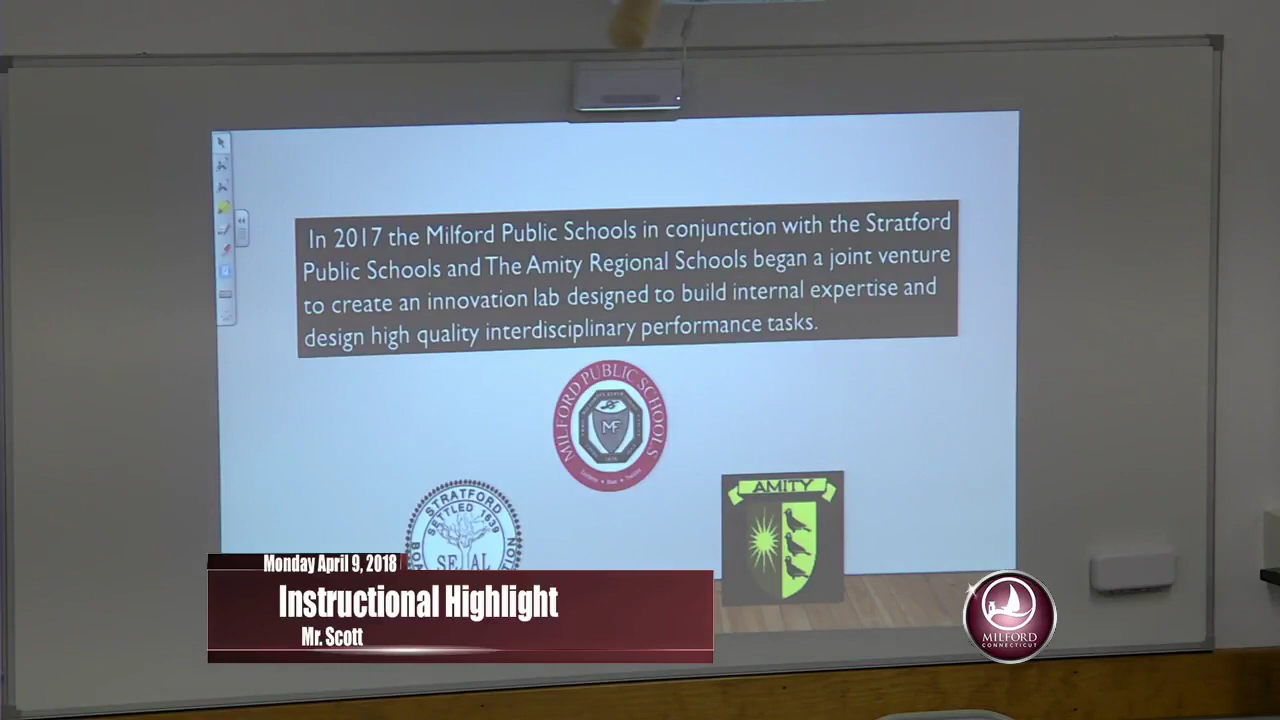 In 2017 the Milford Public Schools in conjunction with the Stratford
Public Schools and The Amity Regional Schools began a joint venture
to create an innovation lab designed to build internal expertise and
design high quality interdisciplinary performance tasks.
MILFORD PUBLIC SCHOOLS
MF
STRATFORD
SETTLED 1639
SEAL
AMITY
Monday April 9, 2018
Instructional Highlight
Mr. Scott
MILFORD
CONNECTICUT